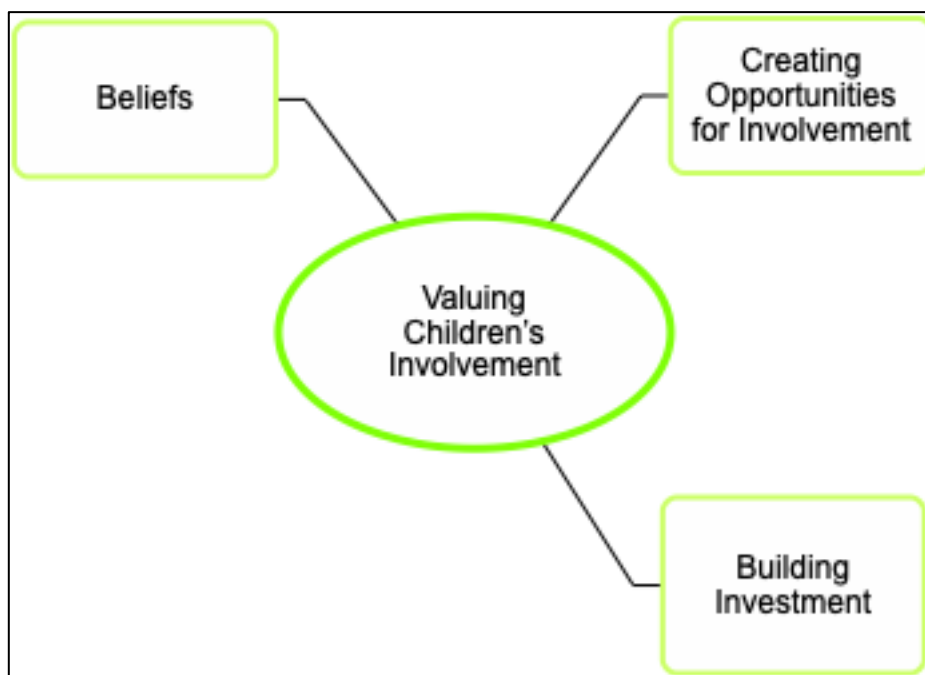 Beliefs
Creating
Opportunities
for Involvement
Valuing
Children's
Involvement
Building
Investment